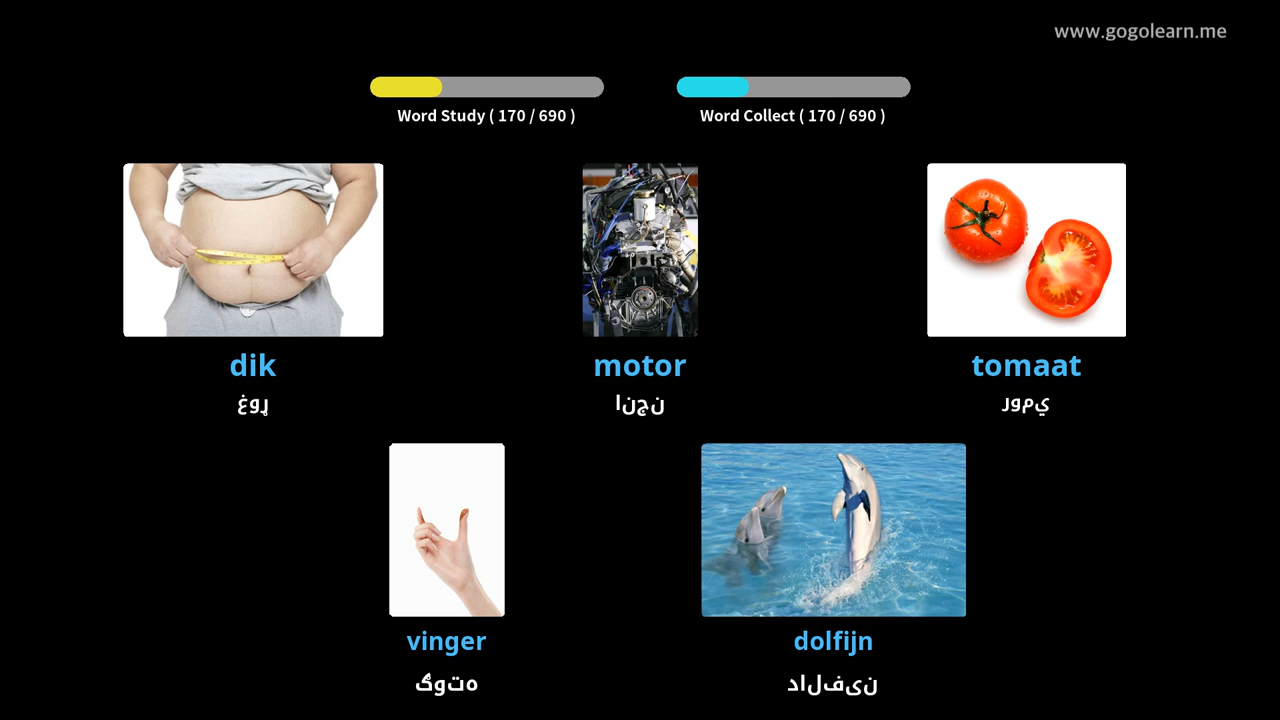 www.gogolearn.me
Word Study ( 170 / 690 )
Word Collect ( 170 / 690 )
dik
غوړ
motor
انجن
tomaat
رومي
vinger
ګوته
dolfijn
دالفین